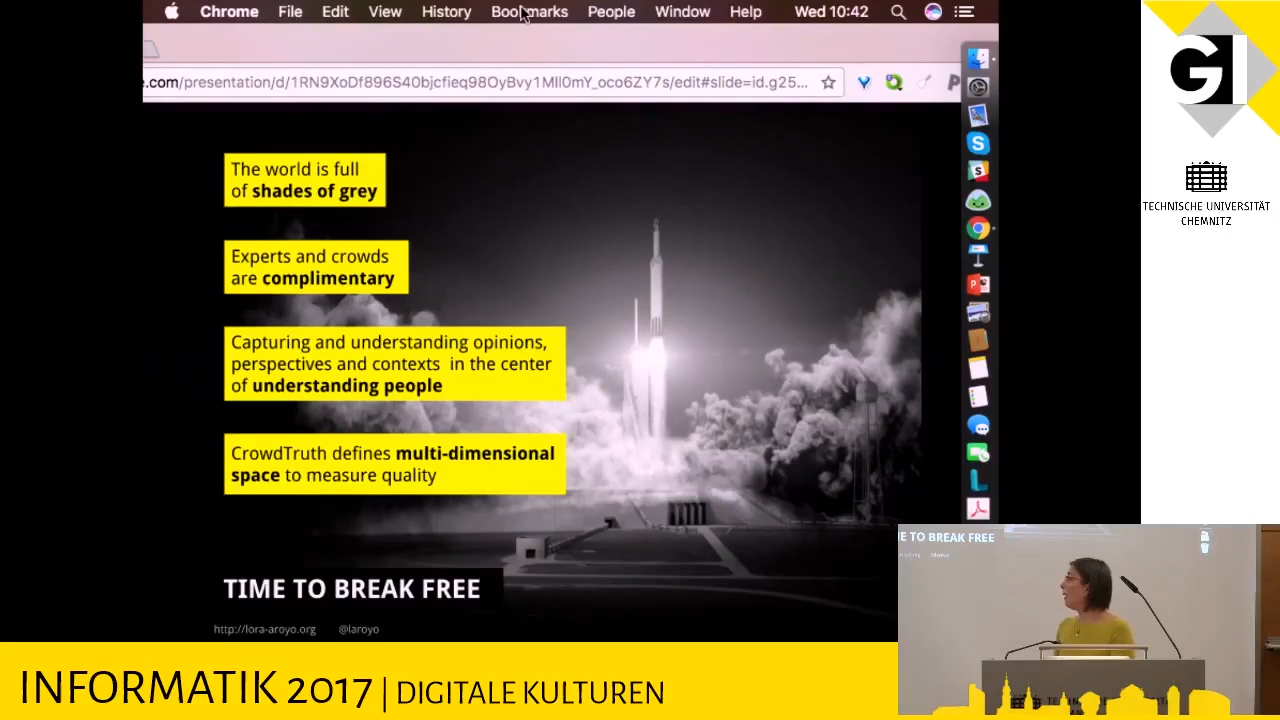 Chrome File Edit View History Bookmarks People Window Help Wed 10:42
e.com/presentation/d/1RN9XoDf896S40bjcfieq98OyBvy1MIl0mY_oco6ZY7s/edit#slide=id.g25...
The world is full
of shades of grey
Experts and crowds
are complimentary
Capturing and understanding opinions,
perspectives and contexts in the center
of understanding people
CrowdTruth defines multi-dimensional
space to measure quality
TIME TO BREAK FREE
http://lora-aroyo.org @laroyo
GI
TECHNISCHE UNIVERSITÄT
CHEMNITZ
E TO BREAK FREE
@laroyo
INFORMATIK 2017 | DIGITALE KULTUREN